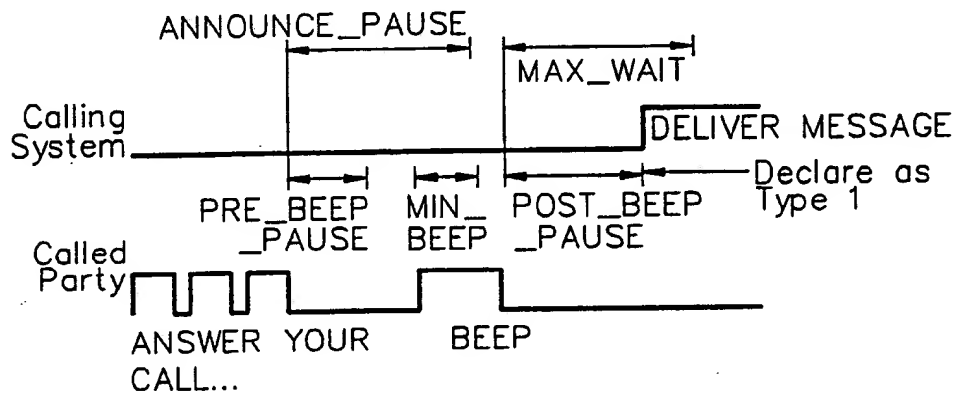 ANNOUNCE_PAUSE
MAX_WAIT
Calling
System
DELIVER MESSAGE
Declare as
Type 1
PRE_BEEP
_PAUSE
MIN_
BEEP
POST_BEEP
_PAUSE
Called
Party
ANSWER YOUR
CALL...
BEEP